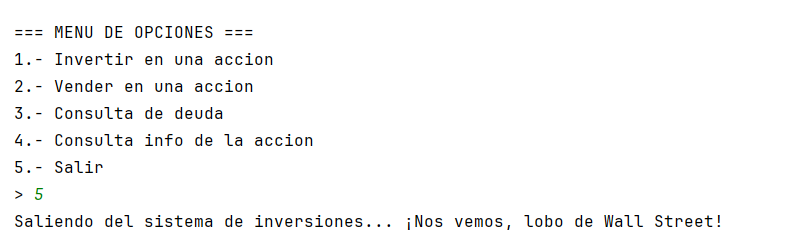 === MENU DE OPCIONES ===
1.- Invertir en una accion
2.- Vender en una accion
3.- Consulta de deuda
4.- Consulta info de la accion
5.- Salir
> 5
Saliendo del sistema de inversiones... ¡Nos vemos, lobo de Wall Street!